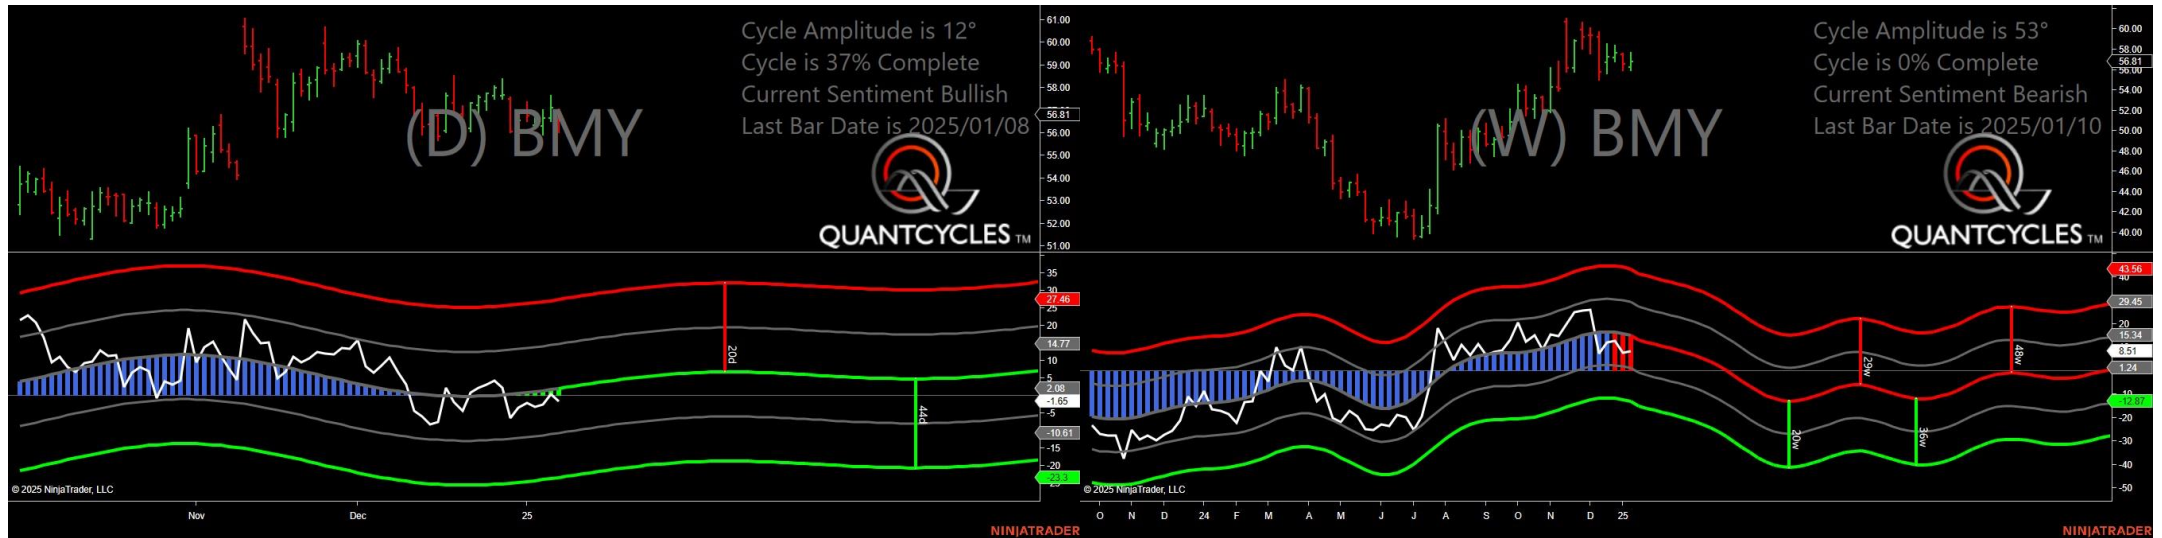 Cycle Amplitude is 12°
Cycle is 37% Complete
Current Sentiment Bullish
Last Bar Date is 2025/01/08
(D) BMY
QUANTCYCLES TM
61.00
60.00
59.00
58.00
56.81
56.00
55.00
54.00
53.00
52.00
51.00
35
30
27.46
25
20
14.77
10
5
2.08
-1.65
-5
-10.61
-15
-20
-23.3
20d
44d
© 2025 NinjaTrader, LLC
Nov
Dec
25
NINJATRADER
Cycle Amplitude is 53°
Cycle is 0% Complete
Current Sentiment Bearish
Last Bar Date is 2025/01/10
(W) BMY
QUANTCYCLES TM
60.00
58.00
56.81
56.00
54.00
52.00
50.00
48.00
46.00
44.00
42.00
40.00
43.56
40
29.45
20
15.34
8.51
1.24
-10
-12.87
-20
-30
-40
-50
20w
29w
36w
48w
© 2025 NinjaTrader, LLC
O
N
D
24
F
M
A
M
J
J
A
S
O
N
D
25
NINJATRADER